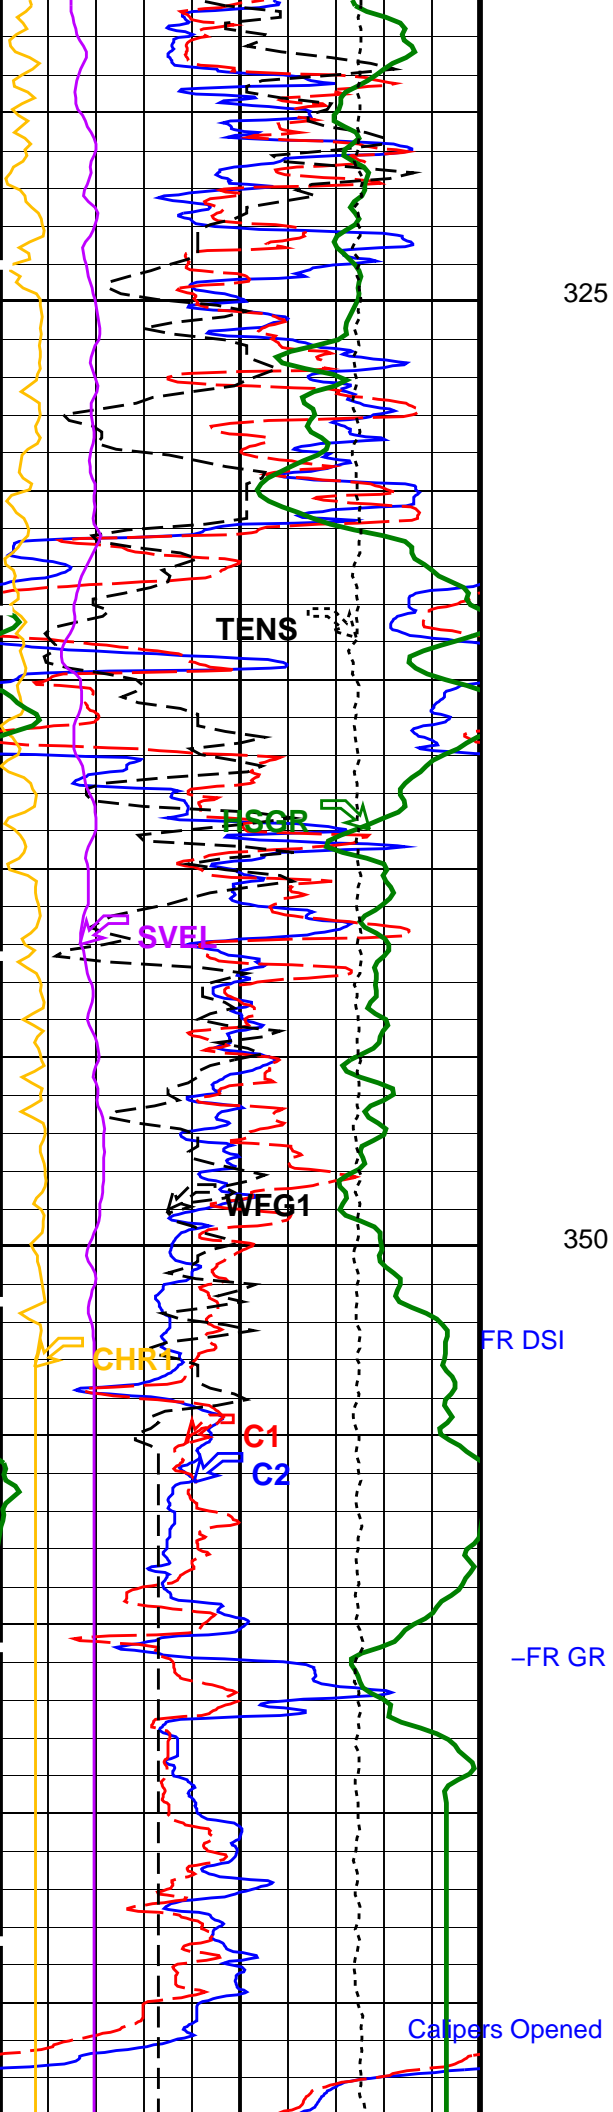 325
TENS
HSGR
SVEL
WFG1
350
FR DSI
CHR1
C1
C2
–FR GR
Calipers Opened